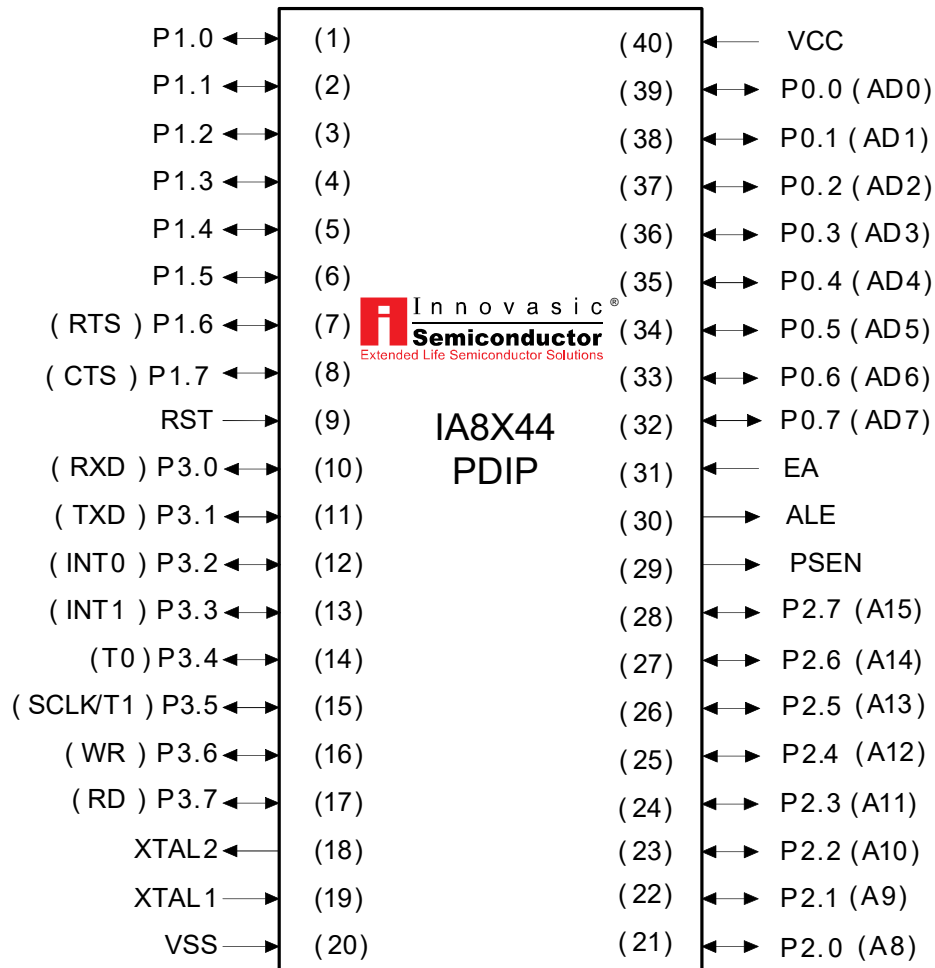 P1.0 (1) (40) VCC
P1.1 (2) (39) P0.0 (AD0)
P1.2 (3) (38) P0.1 (AD1)
P1.3 (4) (37) P0.2 (AD2)
P1.4 (5) (36) P0.3 (AD3)
P1.5 (6) (35) P0.4 (AD4)
i Innovasic®
(RTS) P1.6 (7) (34) P0.5 (AD5)
Semiconductor
Extended Life Semiconductor Solutions
(CTS) P1.7 (8) (33) P0.6 (AD6)
RST (9) (32) P0.7 (AD7)
IA8X44
PDIP
(RXD) P3.0 (10) (31) EA
(TXD) P3.1 (11) (30) ALE
(INT0) P3.2 (12) (29) PSEN
(INT1) P3.3 (13) (28) P2.7 (A15)
(T0) P3.4 (14) (27) P2.6 (A14)
(SCLK/T1) P3.5 (15) (26) P2.5 (A13)
(WR) P3.6 (16) (25) P2.4 (A12)
(RD) P3.7 (17) (24) P2.3 (A11)
XTAL2 (18) (23) P2.2 (A10)
XTAL1 (19) (22) P2.1 (A9)
VSS (20) (21) P2.0 (A8)